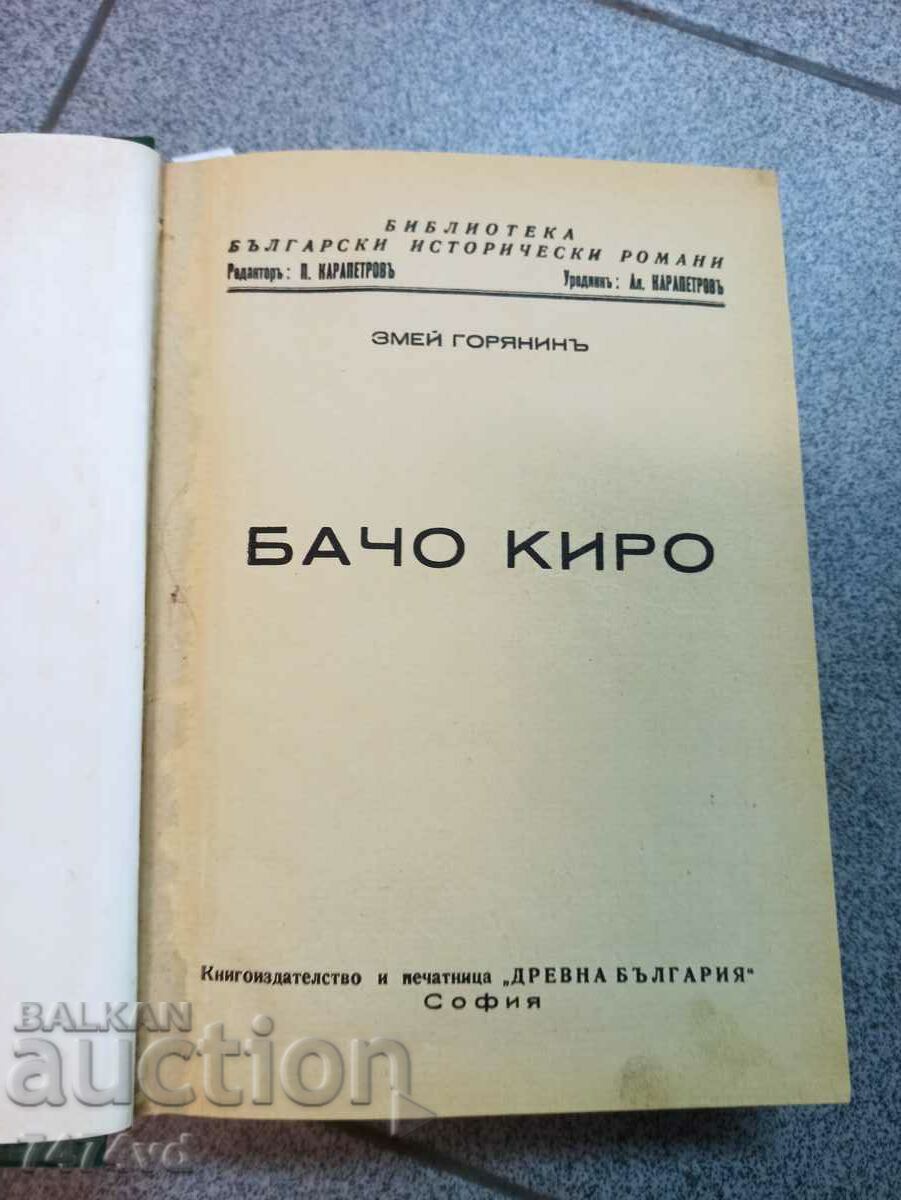 БИБЛИОТЕКА
БЪЛГАРСКИ ИСТОРИЧЕСКИ РОМАНИ
Редакторъ: П. КАРАПЕТРОВЪ Уредникъ: Ал. КАРАПЕТРОВЪ
ЗМЕЙ ГОРЯНИНЪ
БАЧО КИРО
Книгоиздателство и печатница „ДРЕВНА БЪЛГАРИЯ“
София
BALKAN
auction
7474vd